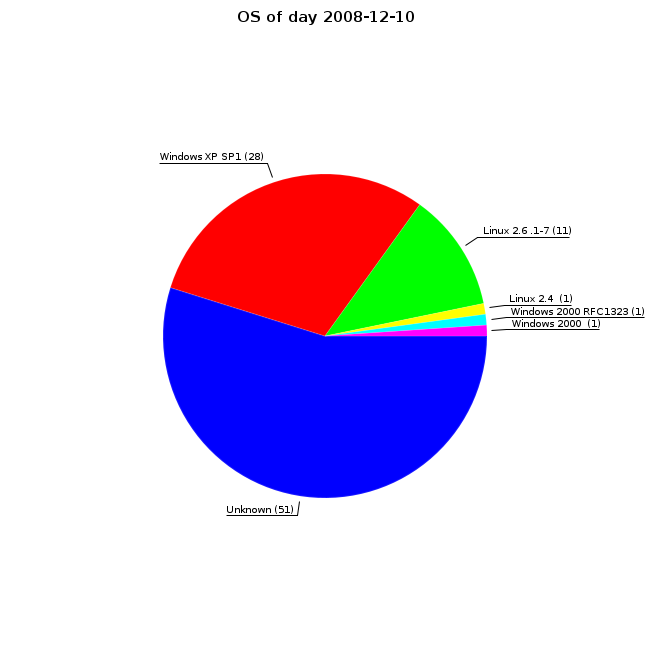 OS of day 2008-12-10
Windows XP SP1 (28)
Linux 2.6 .1-7 (11)
Linux 2.4  (1)
Windows 2000 RFC1323 (1)
Windows 2000  (1)
Unknown (51)